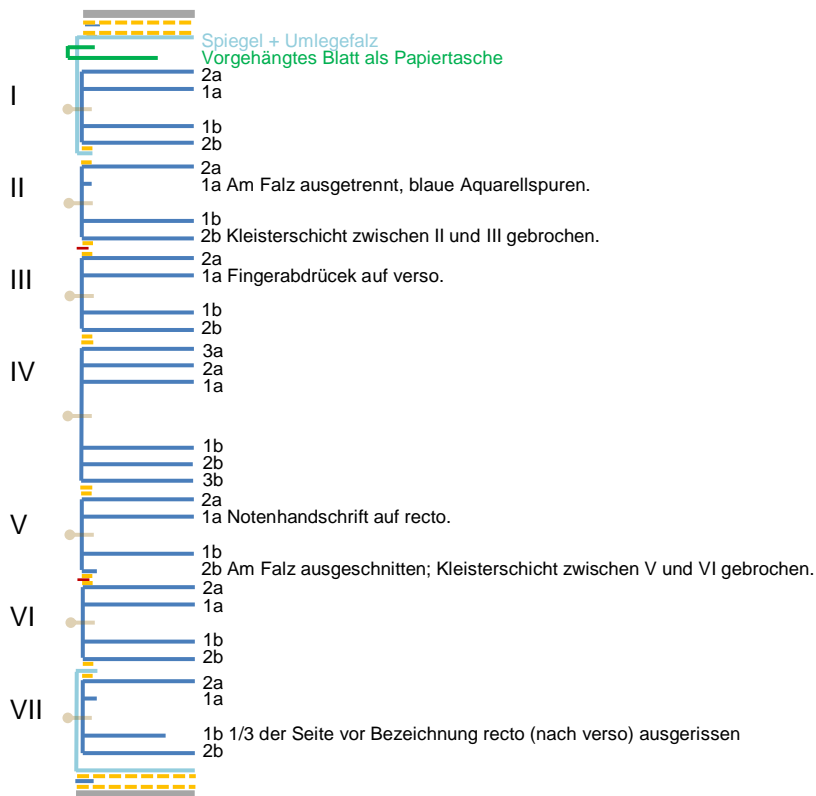 Spiegel + Umlegefalz
Vorgehängtes Blatt als Papiertasche
I
2a
1a
1b
2b
II
2a
1a Am Falz ausgetrennt, blaue Aquarellspuren.
1b
2b Kleisterschicht zwischen II und III gebrochen.
III
2a
1a Fingerabdrücek auf verso.
1b
2b
IV
3a
2a
1a
1b
2b
3b
V
2a
1a Notenhandschrift auf recto.
1b
2b Am Falz ausgeschnitten; Kleisterschicht zwischen V und VI gebrochen.
VI
2a
1a
1b
2b
VII
2a
1a
1b 1/3 der Seite vor Bezeichnung recto (nach verso) ausgerissen
2b